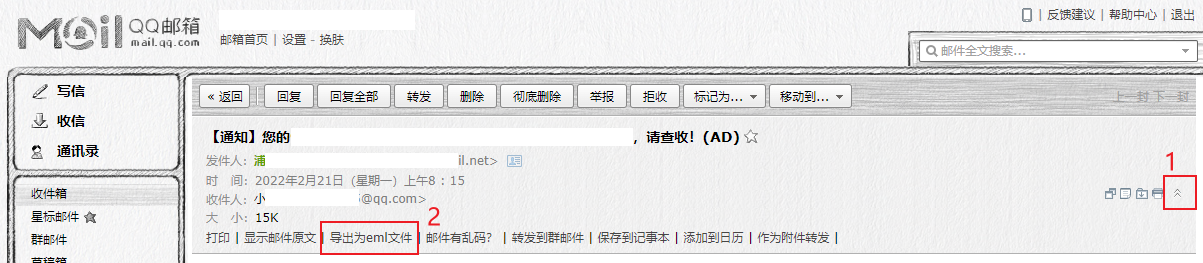 Mail QQ邮箱
mail.qq.com
邮箱首页 | 设置 - 换肤
| 反馈建议 | 帮助中心 | 退出
邮件全文搜索...
写信
收信
通讯录
收件箱
星标邮件
群邮件
草稿箱
« 返回 回复 回复全部 转发 删除 彻底删除 举报 拒收 标记为... 移动到... 上一封 下一封
【通知】您的 ，请查收！(AD)
发件人：浦 il.net>
时 间：2022年2月21日（星期一）上午8：15
收件人：小 @qq.com>
大 小：15K
1
2
打印 | 显示邮件原文 | 导出为eml文件 | 邮件有乱码？ | 转发到群邮件 | 保存到记事本 | 添加到日历 | 作为附件转发 |